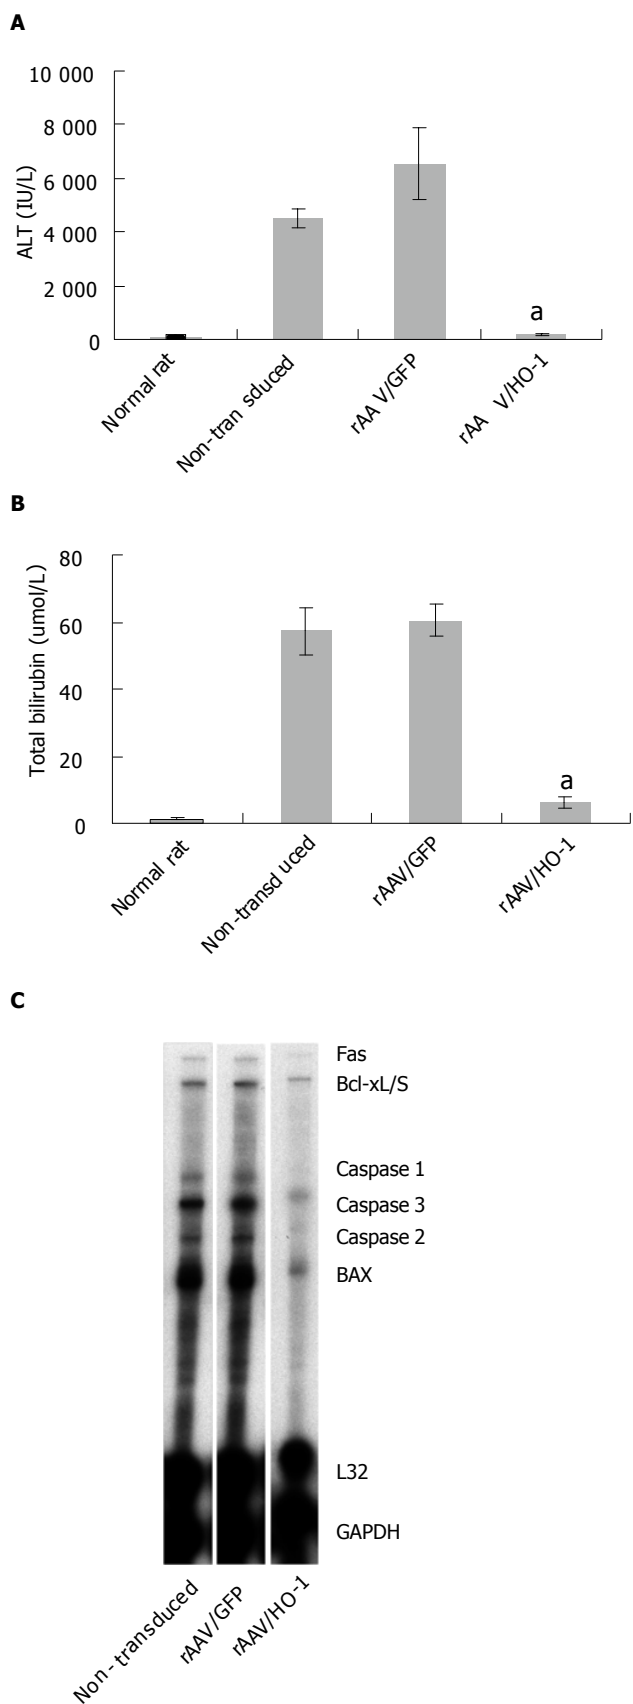 A
10 000
8 000
6 000
4 000
2 000
0
ALT (IU/L)
a
Normal rat
Non-tran sduced
rAA V/GFP
rAA V/HO-1
B
80
60
40
20
0
Total bilirubin (umol/L)
a
Normal rat
Non-transd uced
rAAV/GFP
rAAV/HO-1
C
Fas
Bcl-xL/S
Caspase 1
Caspase 3
Caspase 2
BAX
L32
GAPDH
Non-transduced
rAAV/GFP
rAAV/HO-1